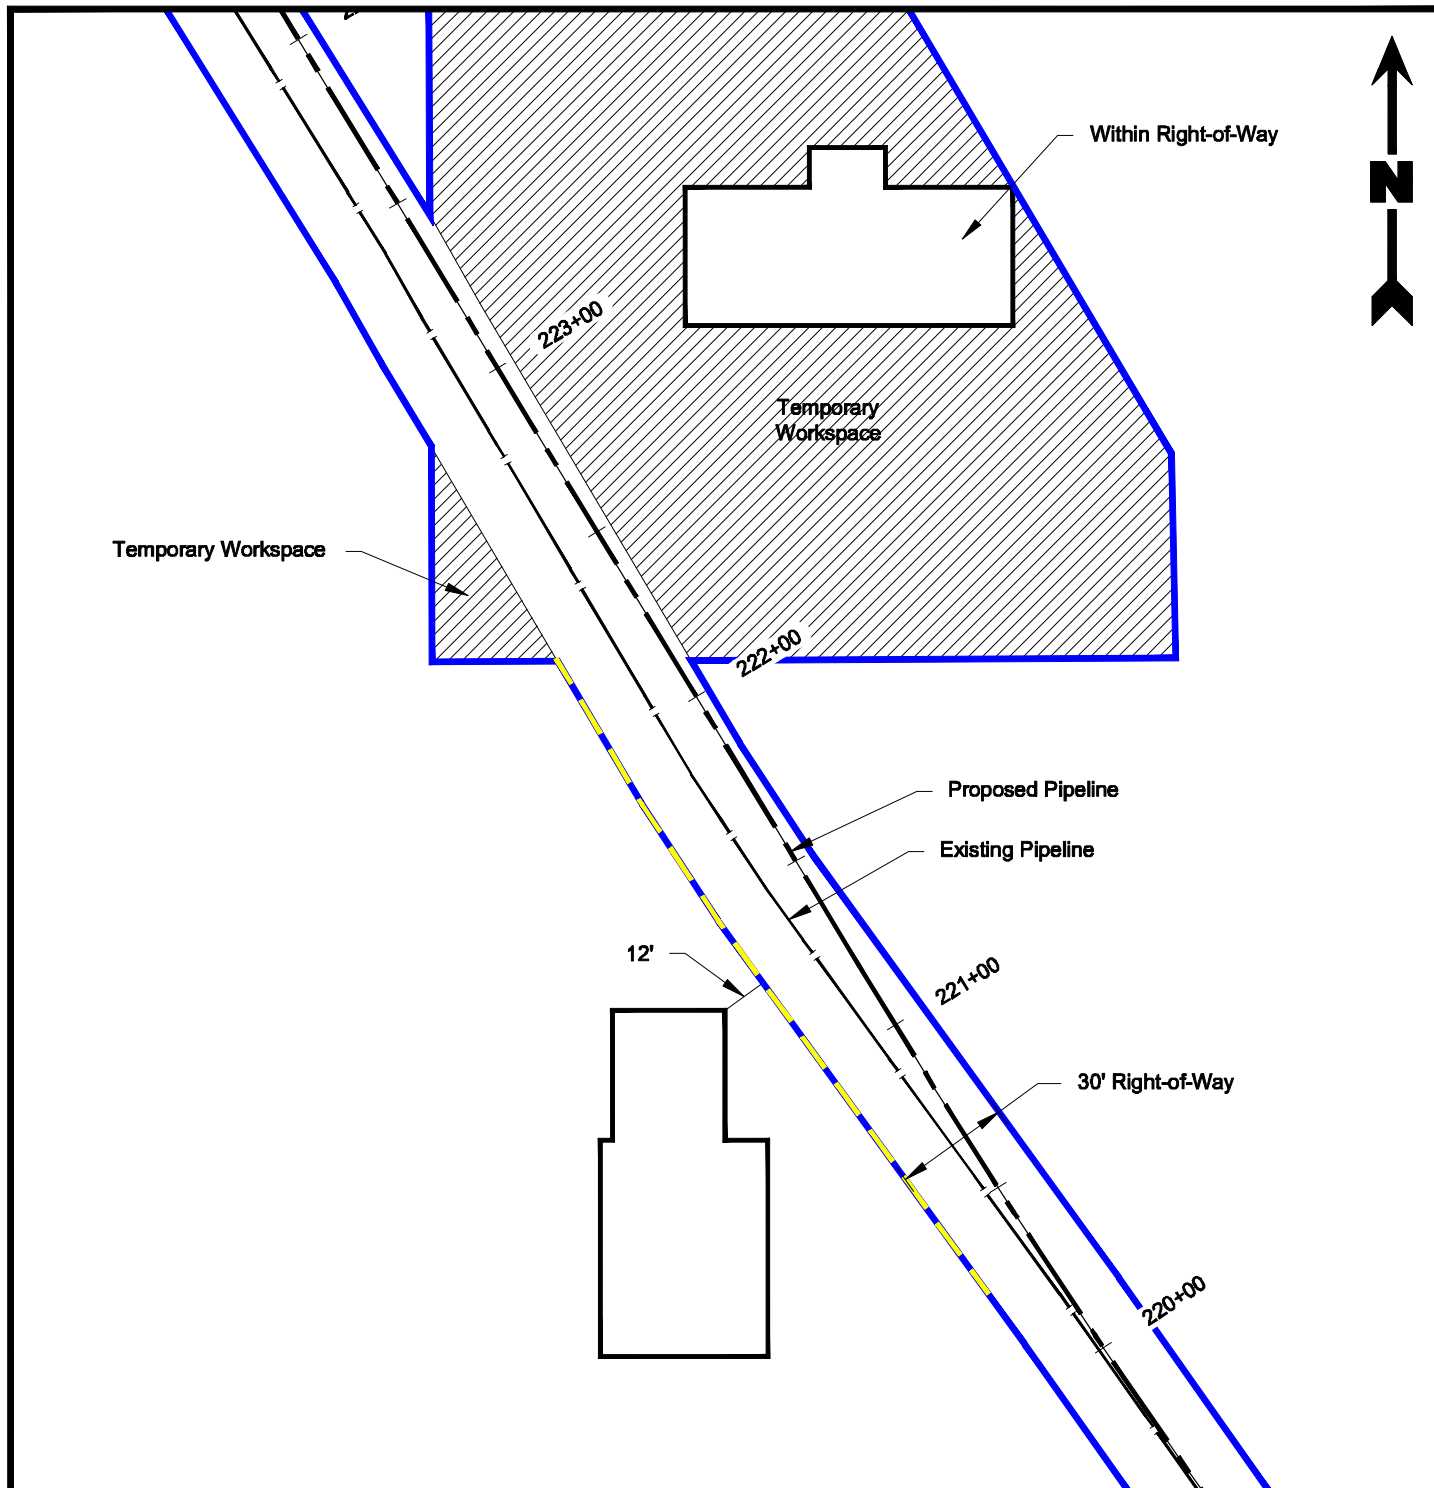 Within Right-of-Way
N
223+00
Temporary
Workspace
Temporary Workspace
222+00
Proposed Pipeline
Existing Pipeline
12'
221+00
30' Right-of-Way
220+00